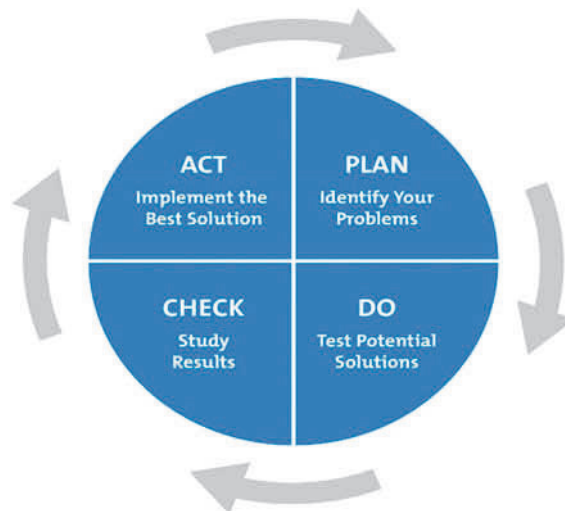 ACT
Implement the
Best Solution
PLAN
Identify Your
Problems
CHECK
Study
Results
DO
Test Potential
Solutions